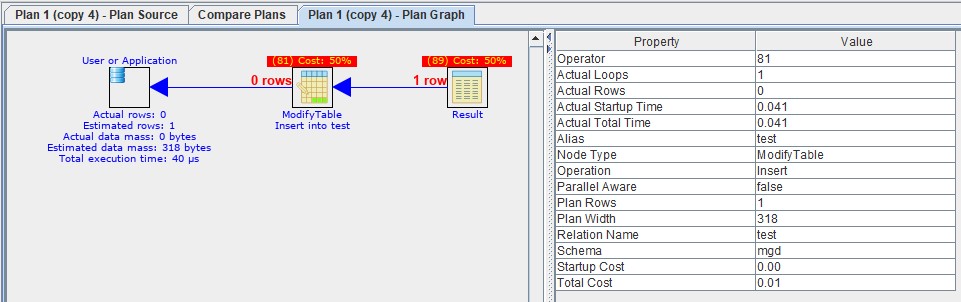 Plan 1 (copy 4) - Plan Source
Compare Plans
Plan 1 (copy 4) - Plan Graph
User or Application
(81) Cost: 50%
(89) Cost: 50%
0 rows
1 row
Actual rows: 0
Estimated rows: 1
Actual data mass: 0 bytes
Estimated data mass: 318 bytes
Total execution time: 40 µs
ModifyTable
Insert into test
Result
Property Value
Operator 81
Actual Loops 1
Actual Rows 0
Actual Startup Time 0.041
Actual Total Time 0.041
Alias test
Node Type ModifyTable
Operation Insert
Parallel Aware false
Plan Rows 1
Plan Width 318
Relation Name test
Schema mgd
Startup Cost 0.00
Total Cost 0.01